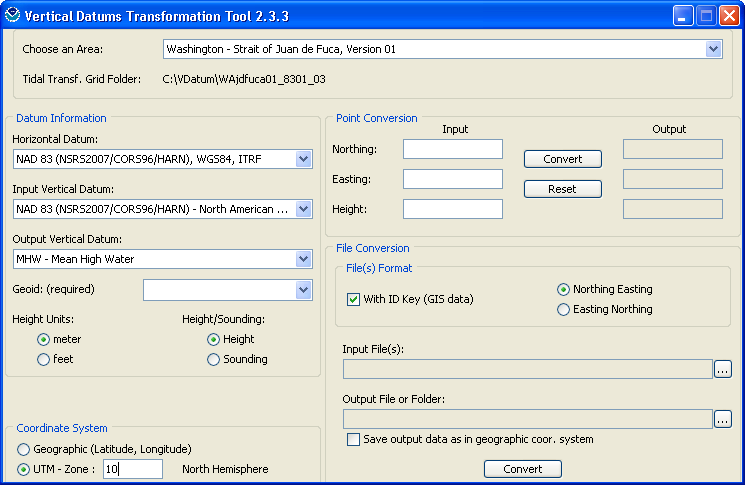 Vertical Datums Transformation Tool 2.3.3
Choose an Area: Washington - Strait of Juan de Fuca, Version 01
Tidal Transf. Grid Folder: C:\VDatum\WAjdfuca01_8301_03
Datum Information
Horizontal Datum:
NAD 83 (NSRS2007/CORS96/HARN), WGS84, ITRF
Input Vertical Datum:
NAD 83 (NSRS2007/CORS96/HARN) - North American ...
Output Vertical Datum:
MHW - Mean High Water
Geoid: (required)
Height Units: Height/Sounding:
meter Height
feet Sounding
Coordinate System
Geographic (Latitude, Longitude)
UTM - Zone : 10 North Hemisphere
Point Conversion
Input Output
Northing: Convert
Easting: Reset
Height:
File Conversion
File(s) Format
With ID Key (GIS data) Northing Easting
Easting Northing
Input File(s):
...
Output File or Folder:
...
Save output data as in geographic coor. system
Convert